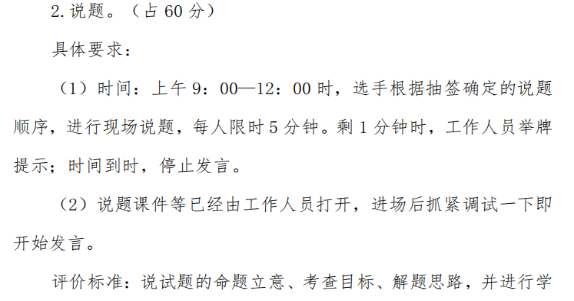 2.说题。（占 60 分）
具体要求：
（1）时间：上午 9：00—12：00 时，选手根据抽签确定的说题
顺序，进行现场说题，每人限时 5 分钟。剩 1 分钟时，工作人员举牌
提示；时间到时，停止发言。
（2）说题课件等已经由工作人员打开，进场后抓紧调试一下即
开始发言。
评价标准：说试题的命题立意、考查目标、解题思路，并进行学